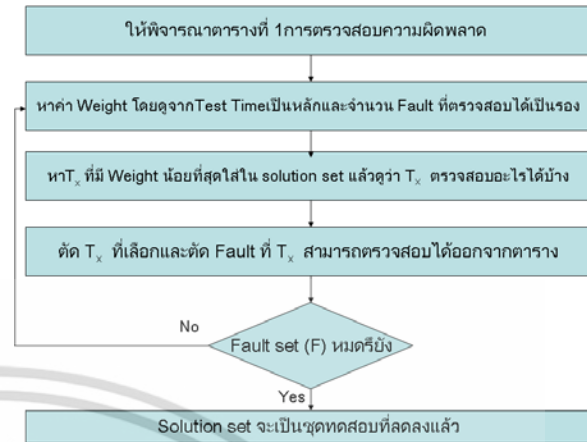 ให้พิจารณาตารางที่ 1การตรวจสอบความผิดพลาด
หาค่า Weight โดยดูจากTest Timeเป็นหลักและจำนวน Fault ที่ตรวจสอบได้เป็นรอง
หาTx ที่มี Weight น้อยที่สุดใส่ใน solution set แล้วดูว่า Tx ตรวจสอบอะไรได้บ้าง
ตัด Tx ที่เลือกและตัด Fault ที่ Tx สามารถตรวจสอบได้ออกจากตาราง
No
Fault set (F) หมดรึยัง
Yes
Solution set จะเป็นชุดทดสอบที่ลดลงแล้ว